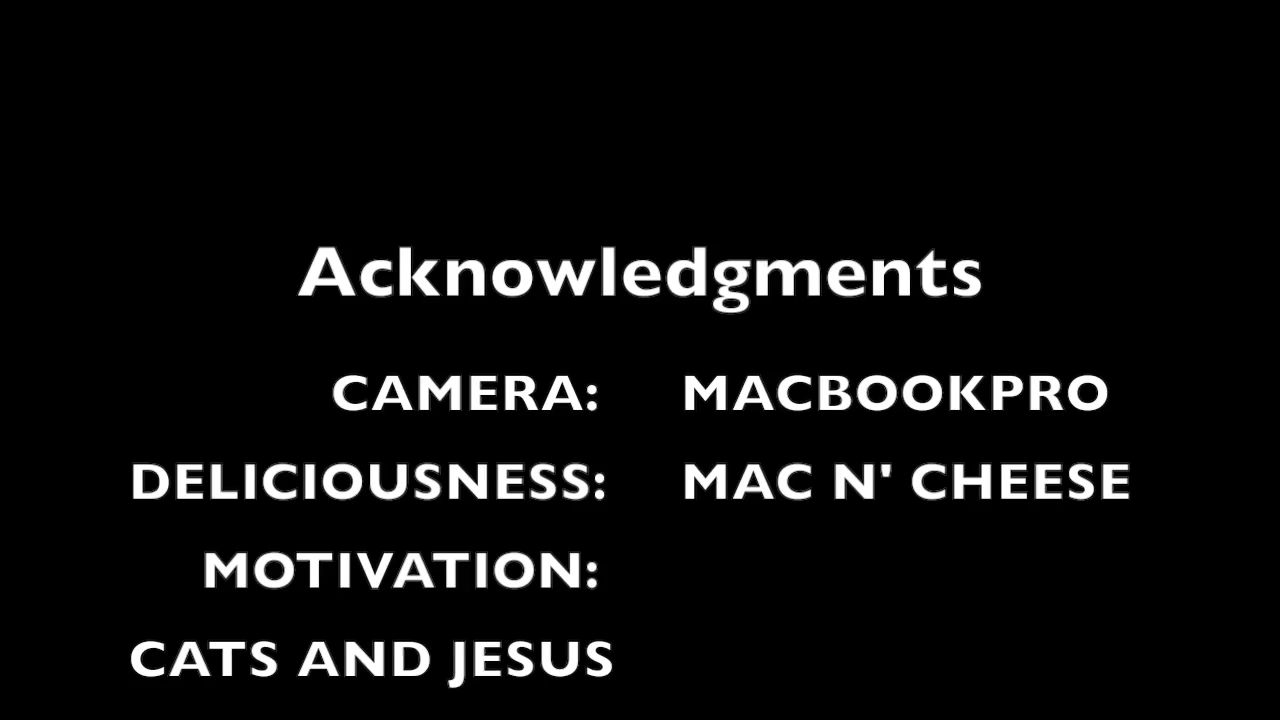 Acknowledgments
CAMERA: MACBOOKPRO
DELICIOUSNESS: MAC N' CHEESE
MOTIVATION:
CATS AND JESUS